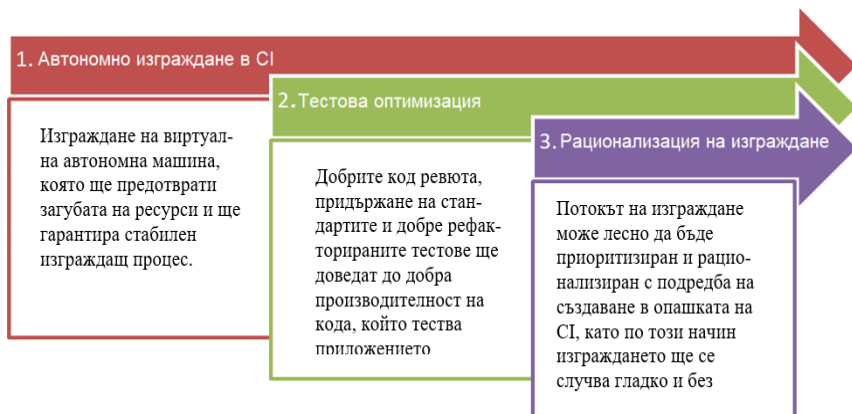 1. Автономно изграждане в CI
Изграждане на виртуал-
на автономна машина,
която ще предотврати
загубата на ресурси и ще
гарантира стабилен
изграждащ процес.
2. Тестова оптимизация
Добрите код ревюта,
придържане на стан-
дартите и добре рефак-
торираните тестове ще
доведат до добра
производителност на
кода, който тества
приложението
3. Рационализация на изграждане
Потокът на изграждане
може лесно да бъде
приоритизиран и рацио-
нализиран с подредба на
създаване в опашката на
CI, като по този начин
изграждането ще се
случва гладко и без